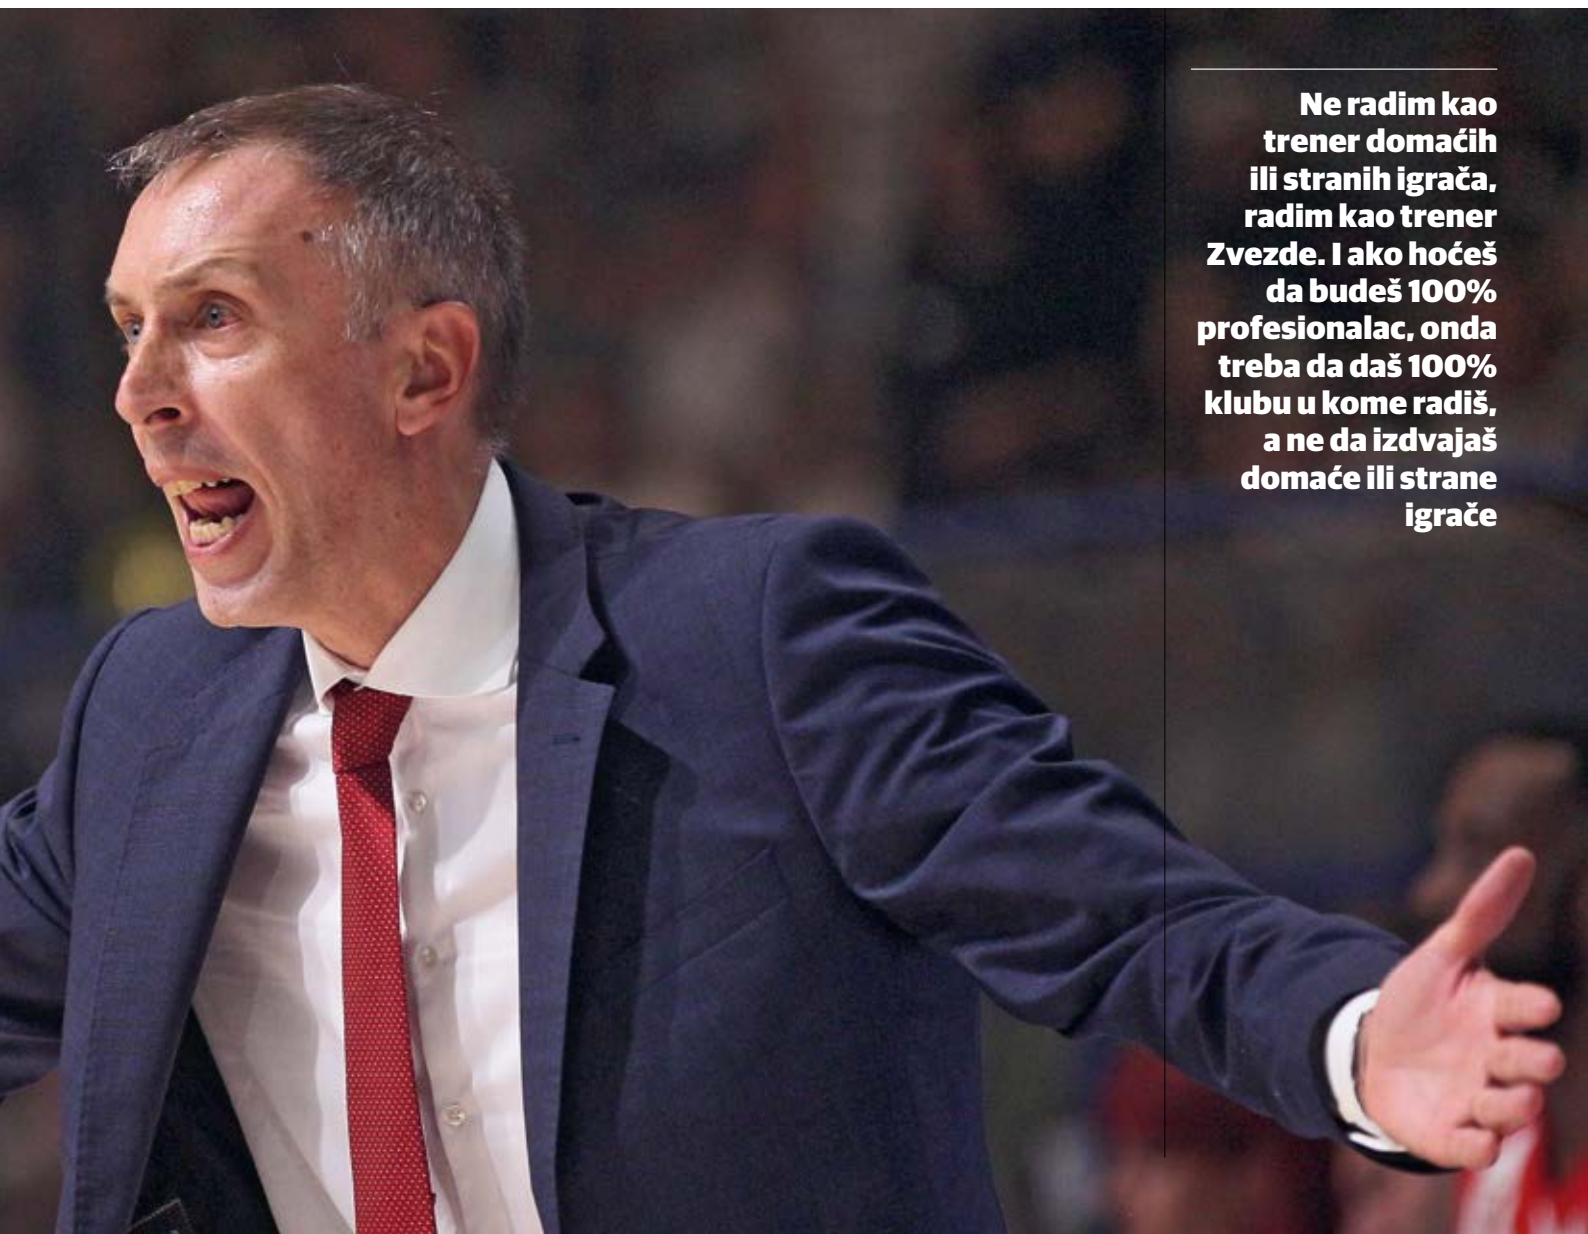 Ne radim kao
trener domaćih
ili stranih igrača,
radim kao trener
Zvezde. I ako hoćeš
da budeš 100%
profesionalac, onda
treba da daš 100%
klubu u kome radiš,
a ne da izdvajaš
domaće ili strane
igrače